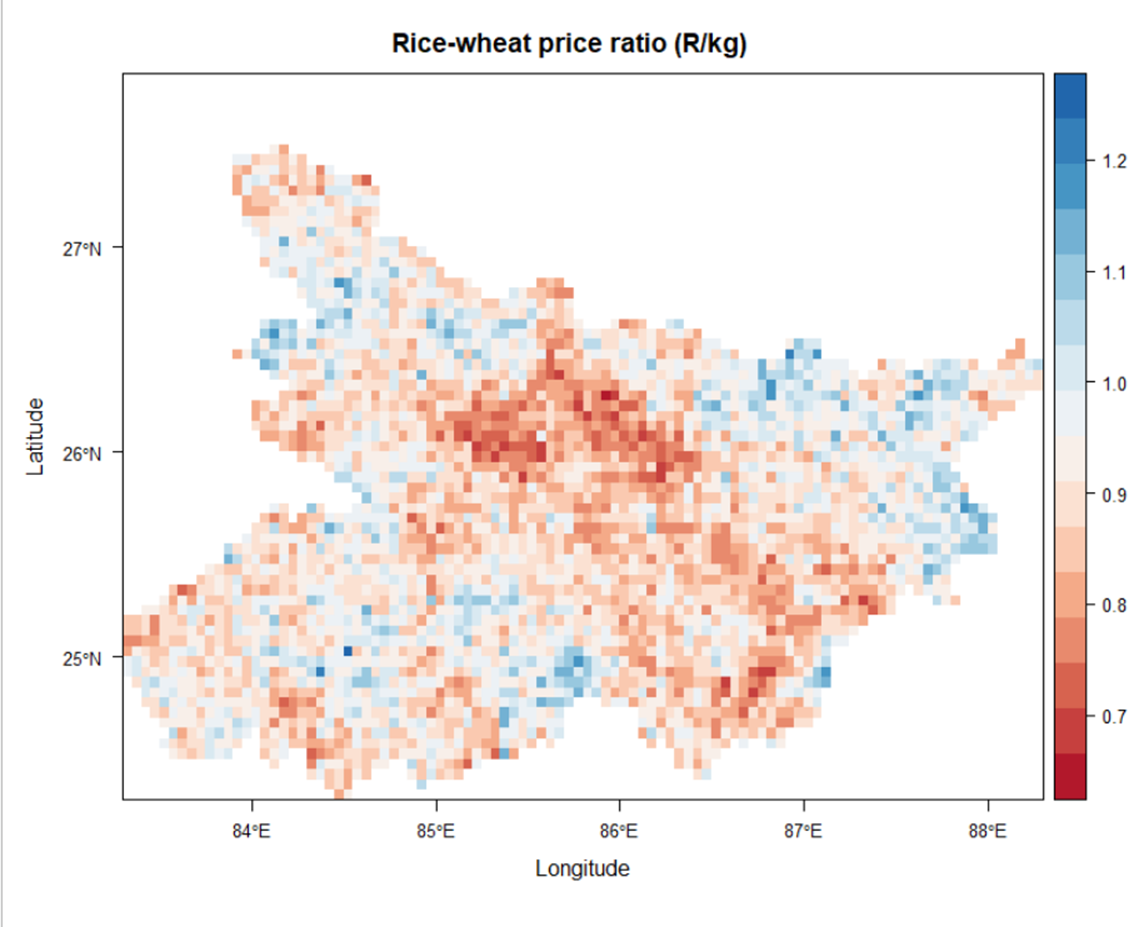 Rice-wheat price ratio (R/kg)
27°N
26°N
25°N
Latitude
84°E 85°E 86°E 87°E 88°E
Longitude
1.2
1.1
1.0
0.9
0.8
0.7